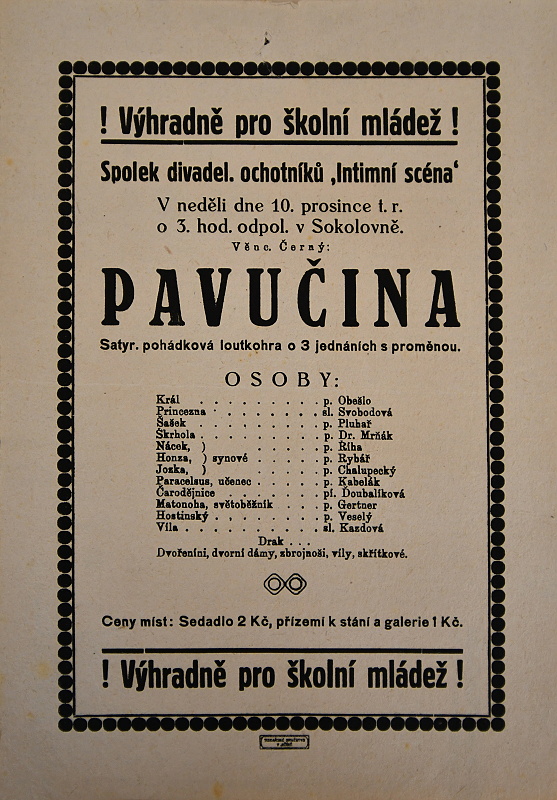 ! Výhradně pro školní mládež !
Spolek divadel. ochotníků ‚Intimní scéna‘
V neděli dne 10. prosince t. r.
o 3. hod. odpol. v Sokolovně.
Věnc. Černý:
PAVUČINA
Satyr. pohádková loutkohra o 3 jednáních s proměnou.
OSOBY:
Král . . . . . . . . . p. Obešlo
Princezna . . . . . . . . sl. Svobodová
Šašek . . . . . . . . . p. Pluhař
Škrhola . . . . . . . . . p. Dr. Mrňák
Nácek, ) . . . . . p. Říha
Honza, ) synové . . . . . p. Rybář
Jozka, ) . . . . . p. Chalupecký
Paracelsus, učenec . . . . . p. Kabelák
Čarodějnice . . . . . . . pí. Doubalíková
Matonoha, světoběžník . . . . p. Gertner
Hostinský . . . . . . . . p. Veselý
Víla . . . . . . . . . . sl. Kazdová
Drak . . .
Dvořeníni, dvorní dámy, zbrojnoši, víly, skřítkové.
Ceny míst: Sedadlo 2 Kč, přízemí k stání a galerie 1 Kč.
! Výhradně pro školní mládež !